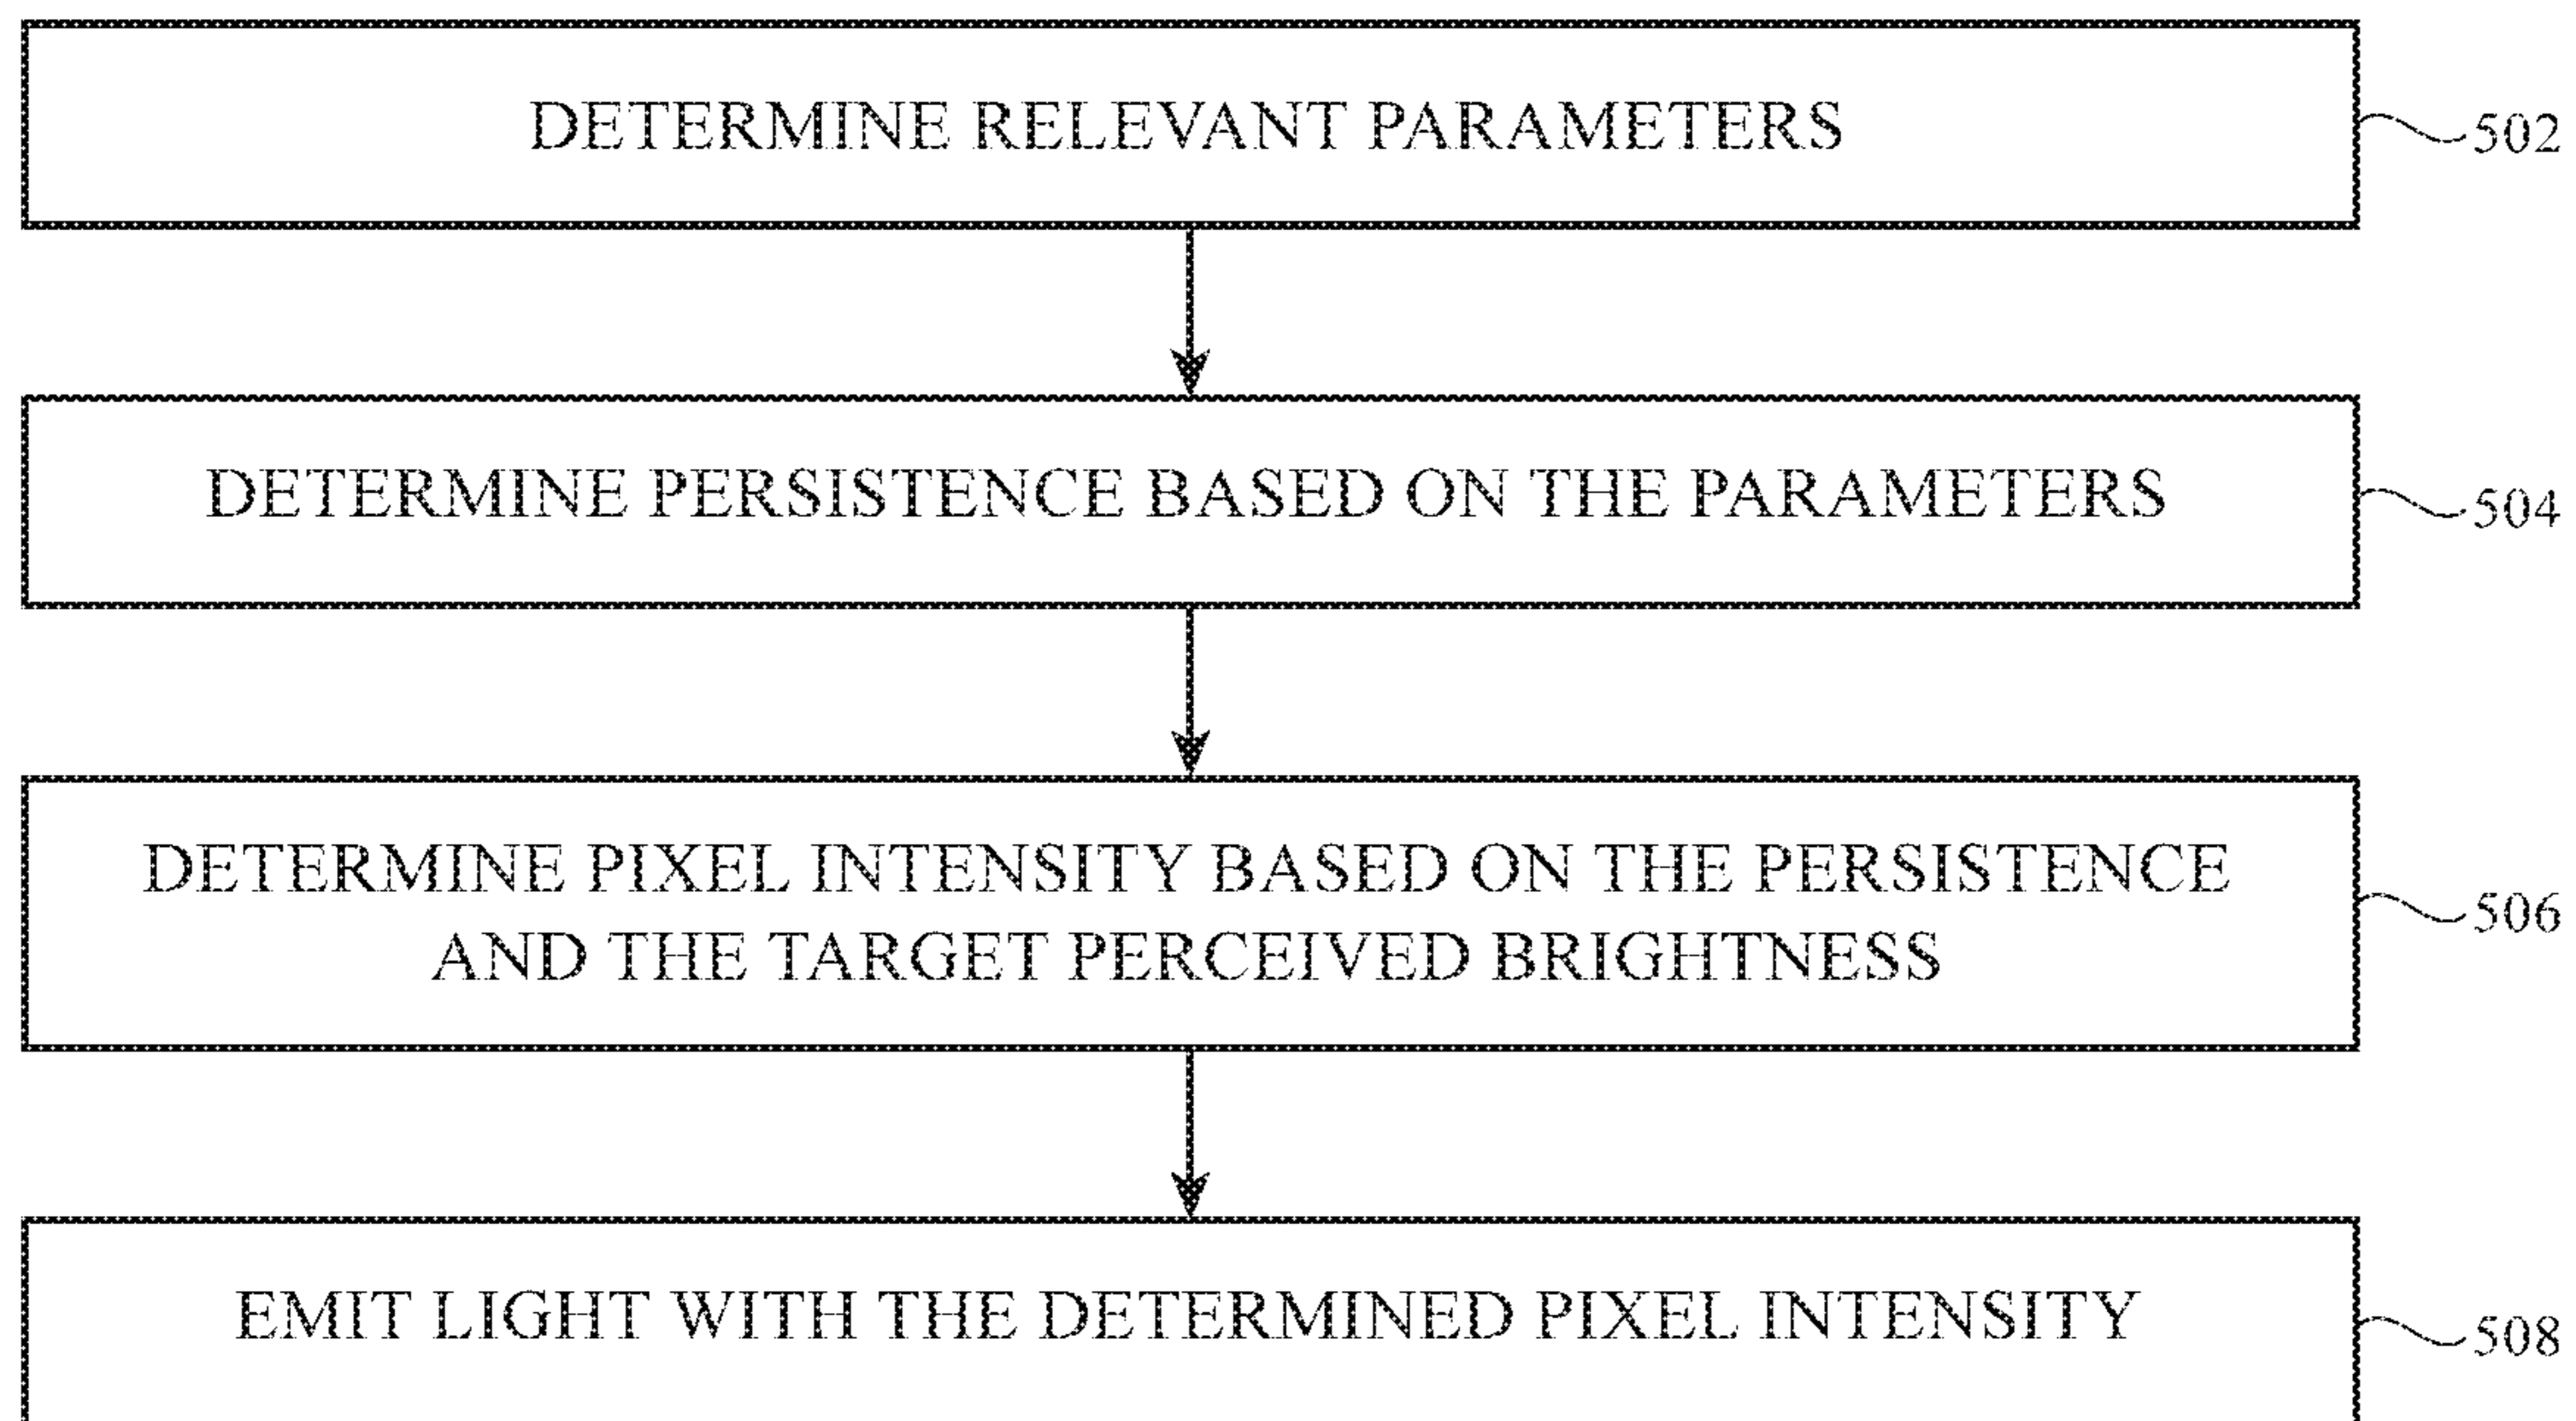 DETERMINE RELEVANT PARAMETERS
502
DETERMINE PERSISTENCE BASED ON THE PARAMETERS
504
DETERMINE PIXEL INTENSITY BASED ON THE PERSISTENCE
AND THE TARGET PERCEIVED BRIGHTNESS
506
EMIT LIGHT WITH THE DETERMINED PIXEL INTENSITY
508